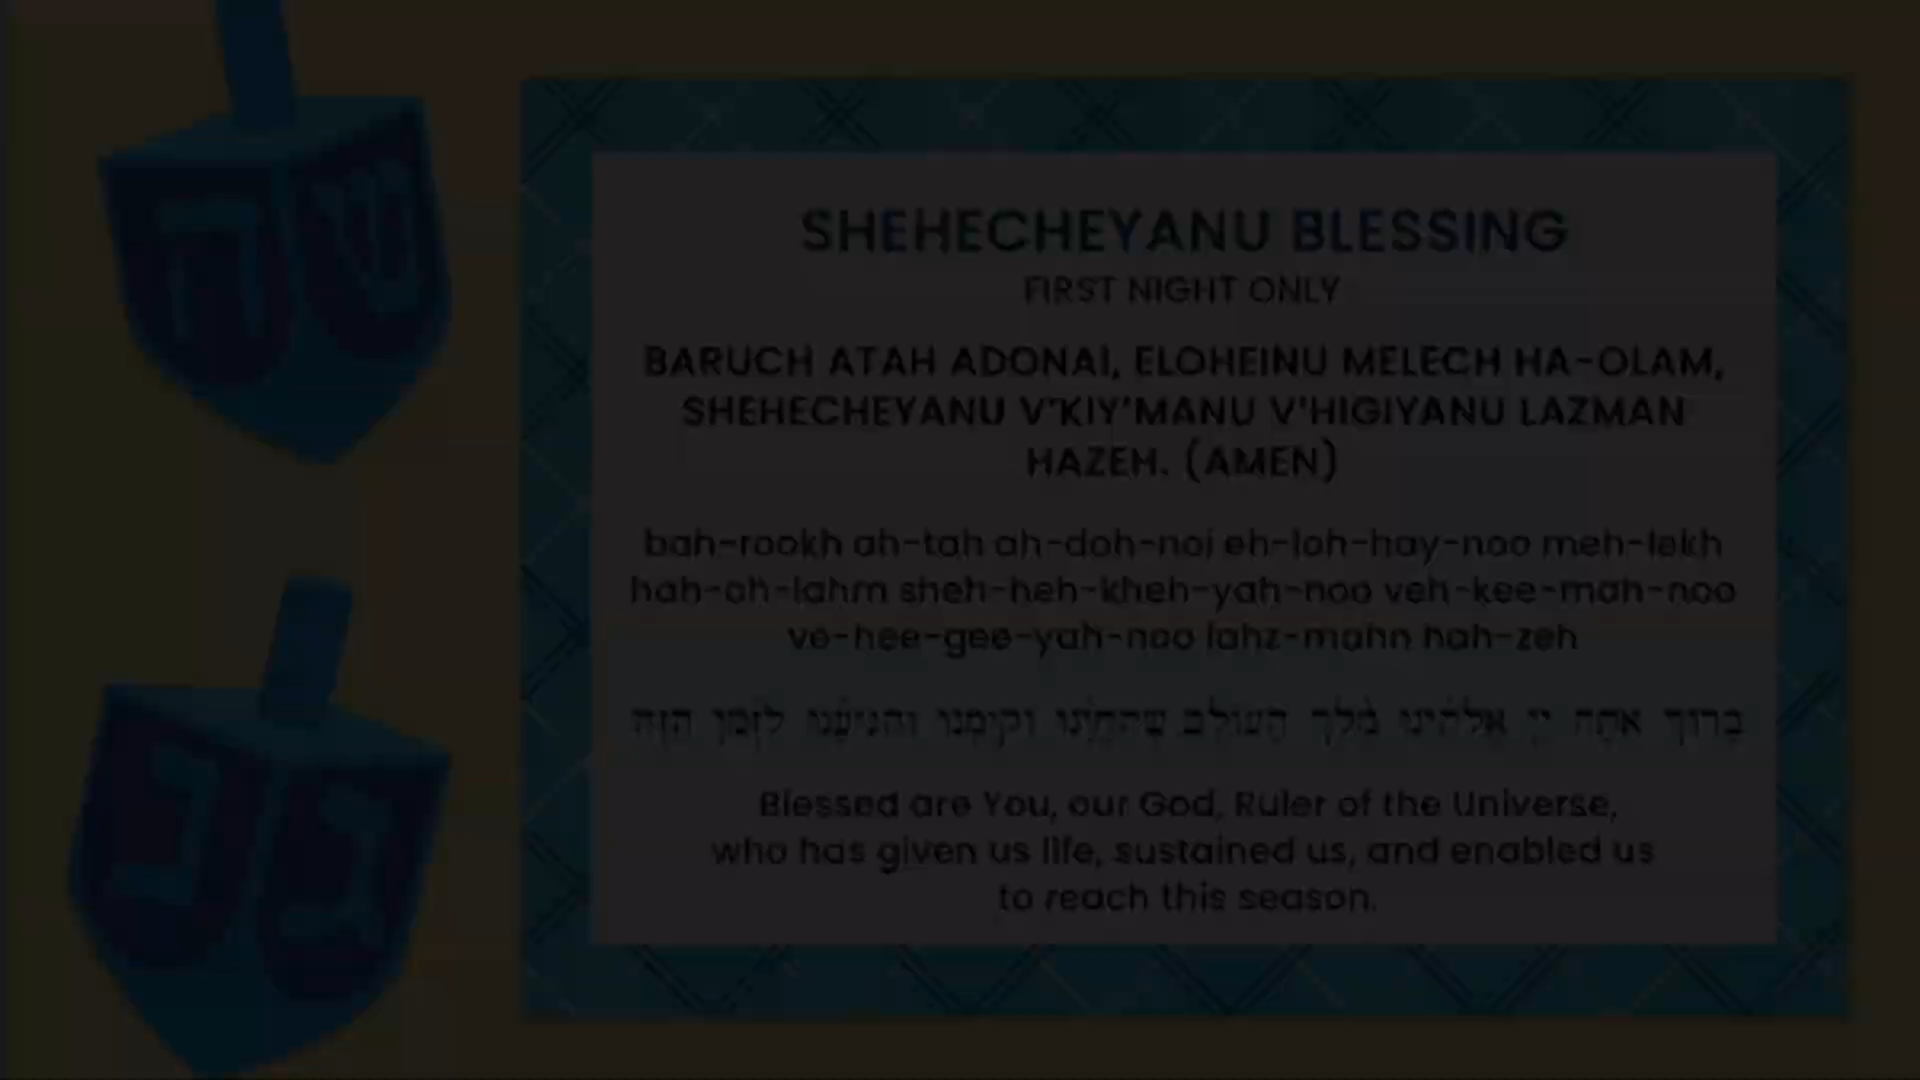 ה ש
SHEHECHEYANU BLESSING
FIRST NIGHT ONLY
BARUCH ATAH ADONAI, ELOHEINU MELECH HA-OLAM,
SHEHECHEYANU V'KIY'MANU V'HIGIYANU LAZMAN
HAZEH. (AMEN)
bah-rookh ah-tah ah-doh-noi eh-loh-hay-noo meh-lekh
hah-oh-lahm sheh-heh-kheh-yah-noo veh-kee-mah-noo
ve-hee-gee-yah-noo lahz-mahn hah-zeh
בָּרוּךְ אַתָּה יְיָ אֱלֹהֵינוּ מֶלֶךְ הָעוֹלָם שֶׁהֶחֱיָנוּ וְקִיְּמָנוּ וְהִגִּיעָנוּ לַזְּמַן הַזֶּה
Blessed are You, our God, Ruler of the Universe,
who has given us life, sustained us, and enabled us
to reach this season.
נ ג